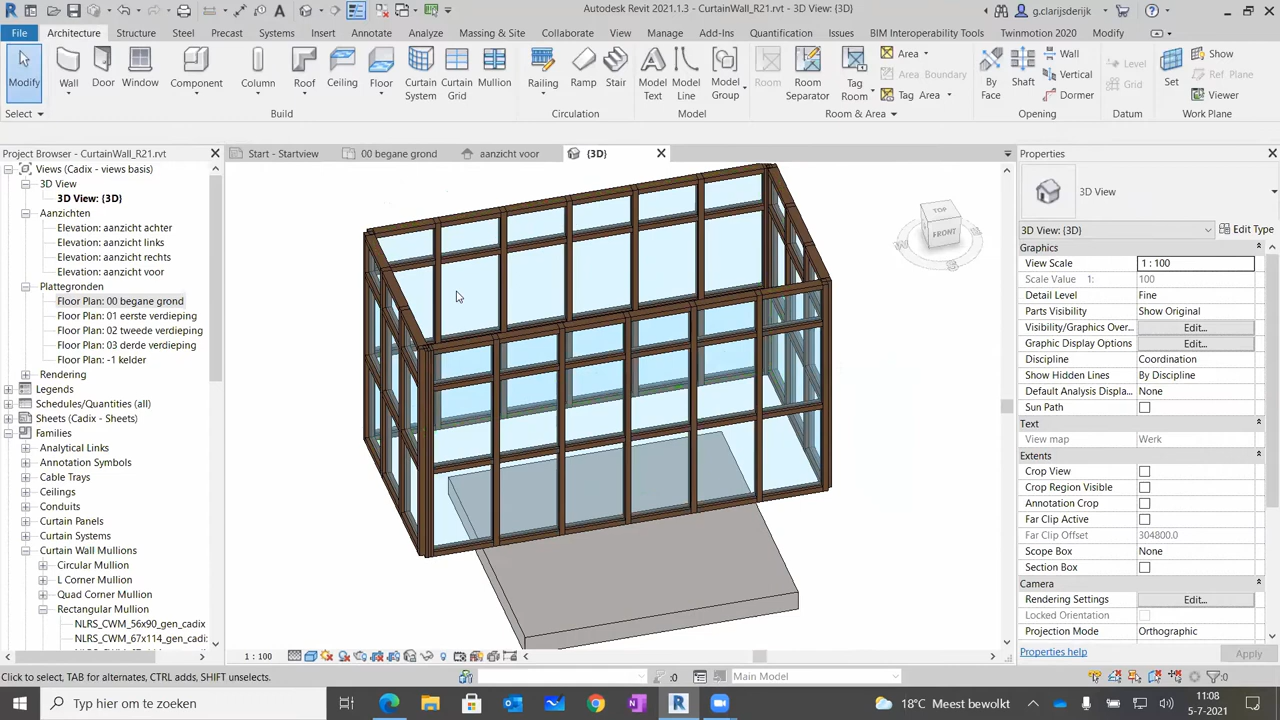 Autodesk Revit 2021.1.3 - CurtainWall_R21.rvt - 3D View: {3D}
g.clarijsderijk
File Architecture Structure Steel Precast Systems Insert Annotate Analyze Massing & Site Collaborate View Manage Add-Ins Quantification Issues BIM Interoperability Tools Twinmotion 2020 Modify
Modify Wall Door Window Component Column Roof Ceiling Floor Curtain System Curtain Grid Mullion Railing Ramp Stair Model Text Model Line Model Group Room Room Separator Tag Room Area Area Boundary Tag Area By Face Shaft Wall Vertical Dormer Level Grid Set Show Ref Plane Viewer
Select Build Circulation Model Room & Area Opening Datum Work Plane
Project Browser - CurtainWall_R21.rvt
Start - Startview 00 begane grond aanzicht voor {3D}
Properties
Views (Cadix - views basis)
3D View
3D View: {3D}
Aanzichten
Elevation: aanzicht achter
Elevation: aanzicht links
Elevation: aanzicht rechts
Elevation: aanzicht voor
Plattegronden
Floor Plan: 00 begane grond
Floor Plan: 01 eerste verdieping
Floor Plan: 02 tweede verdieping
Floor Plan: 03 derde verdieping
Floor Plan: -1 kelder
Rendering
Legends
Schedules/Quantities (all)
Sheets (Cadix - Sheets)
Families
Analytical Links
Annotation Symbols
Cable Trays
Ceilings
Conduits
Curtain Panels
Curtain Systems
Curtain Wall Mullions
Circular Mullion
L Corner Mullion
Quad Corner Mullion
Rectangular Mullion
NLRS_CWM_56x90_gen_cadix
NLRS_CWM_67x114_gen_cadix:
TOP
FRONT
W
S
3D View
3D View: {3D} Edit Type
Graphics
View Scale 1 : 100
Scale Value 1: 100
Detail Level Fine
Parts Visibility Show Original
Visibility/Graphics Over... Edit...
Graphic Display Options Edit...
Discipline Coordination
Show Hidden Lines By Discipline
Default Analysis Displa... None
Sun Path
Text
View map Werk
Extents
Crop View
Crop Region Visible
Annotation Crop
Far Clip Active
Far Clip Offset 304800.0
Scope Box None
Section Box
Camera
Rendering Settings Edit...
Locked Orientation
Projection Mode Orthographic
Properties help Apply
1 : 100
Click to select, TAB for alternates, CTRL adds, SHIFT unselects.
:0 Main Model :0
Typ hier om te zoeken
18°C Meest bewolkt
11:08
5-7-2021